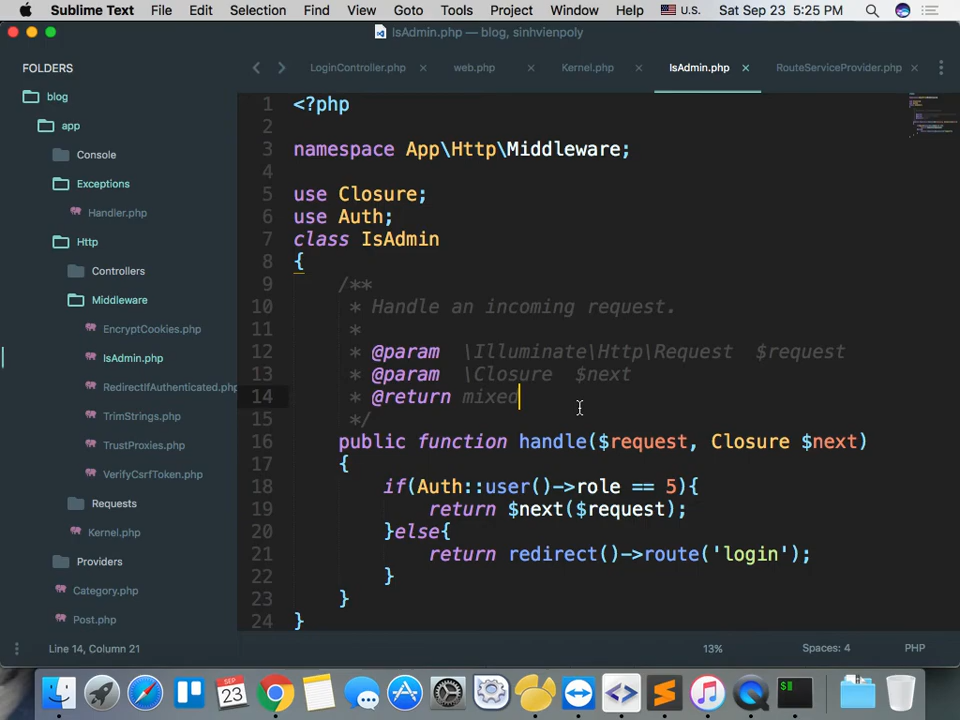 Sublime Text File Edit Selection Find View Goto Tools Project Window Help U.S. Sat Sep 23 5:25 PM
IsAdmin.php — blog, sinhvienpoly
FOLDERS
blog
app
Console
Exceptions
Handler.php
Http
Controllers
Middleware
EncryptCookies.php
IsAdmin.php
RedirectIfAuthenticated.php
TrimStrings.php
TrustProxies.php
VerifyCsrfToken.php
Requests
Kernel.php
Providers
Category.php
Post.php
LoginController.php × web.php × Kernel.php × IsAdmin.php × RouteServiceProvider.php ×
1 <?php
2
3 namespace App\Http\Middleware;
4
5 use Closure;
6 use Auth;
7 class IsAdmin
8 {
9 /**
10 * Handle an incoming request.
11 *
12 * @param \Illuminate\Http\Request $request
13 * @param \Closure $next
14 * @return mixed
15 */
16 public function handle($request, Closure $next)
17 {
18 if(Auth::user()->role == 5){
19 return $next($request);
20 }else{
21 return redirect()->route('login');
22 }
23 }
24 }
Line 14, Column 21 13% Spaces: 4 PHP
SEP
23